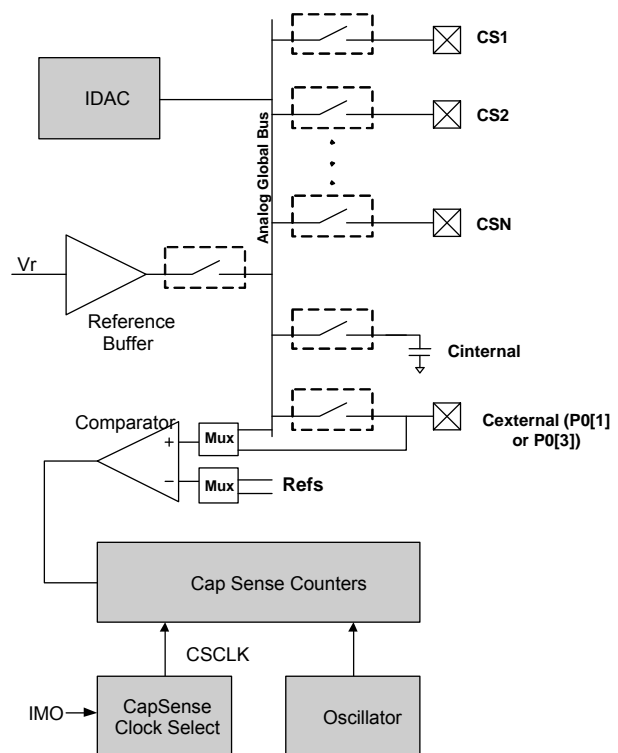 CS1
IDAC
CS2
Analog Global Bus
CSN
Vr
Reference
Buffer
Cinternal
Comparator
Cexternal (P0[1]
or P0[3])
+
Mux
−
Mux
Refs
Cap Sense Counters
CSCLK
IMO
CapSense
Clock Select
Oscillator